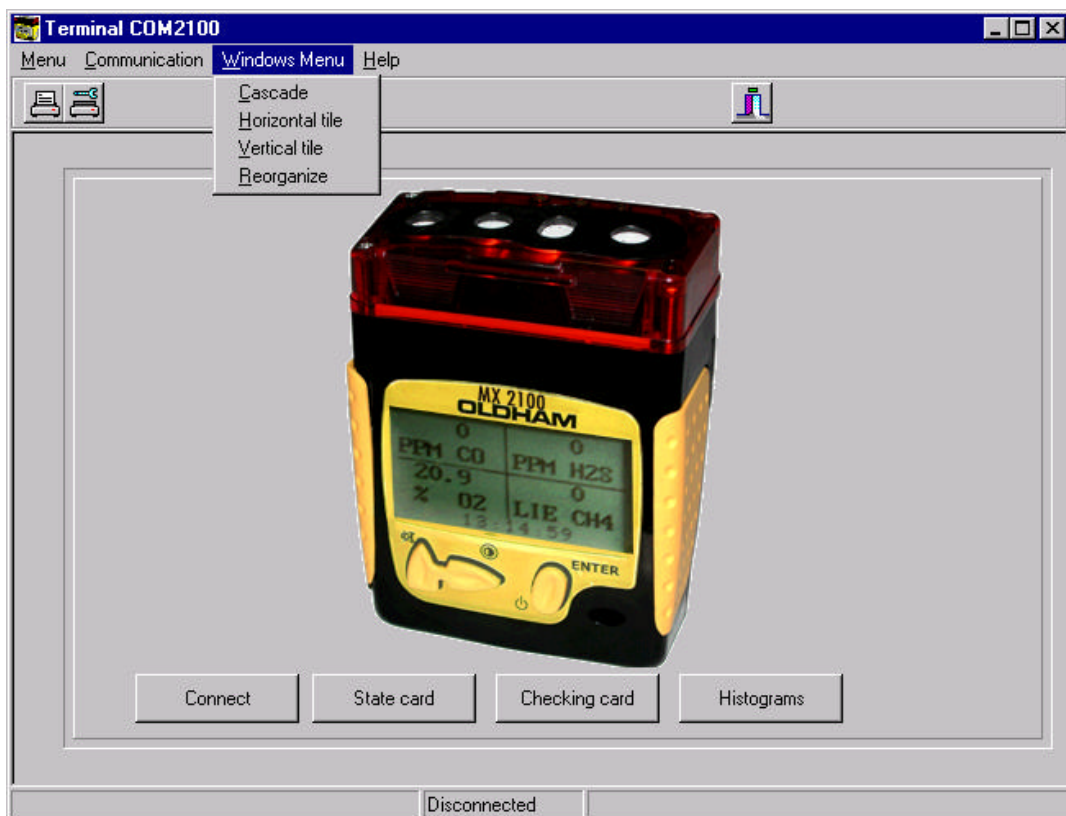 Terminal COM2100
Menu Communication Windows Menu Help
Cascade
Horizontal tile
Vertical tile
Reorganize
MX 2100
OLDHAM
0 0
PPM CO PPM H2S
20.9 0
% O2 LIE CH4
13:14:59
ENTER
Connect State card Checking card Histograms
Disconnected